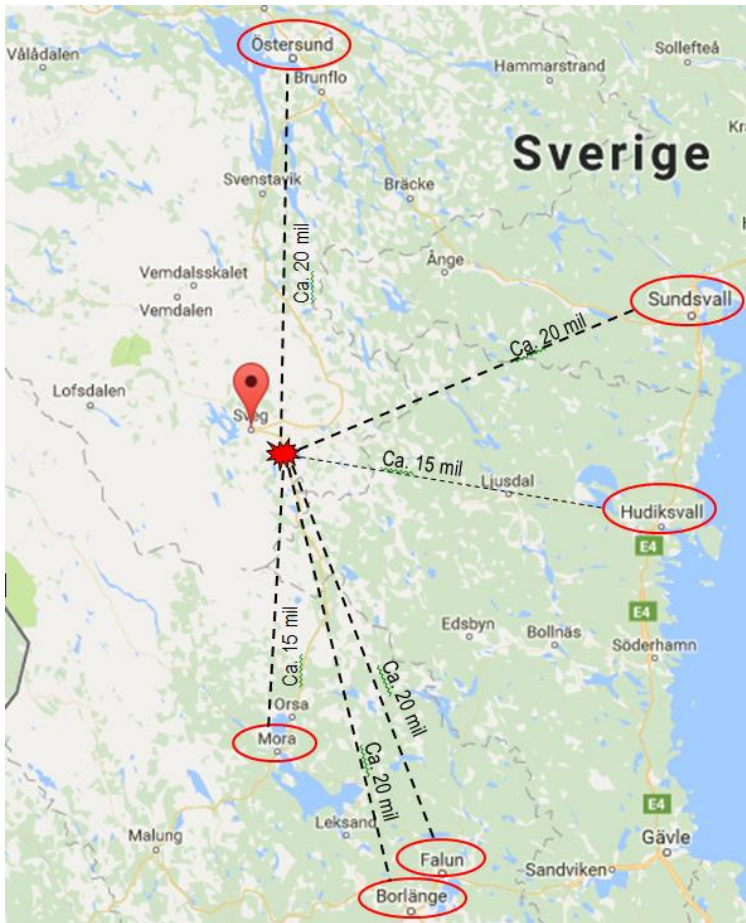 Östersund
Vålådalen
Brunflo
Hammarstrand
Sollefteå
Sverige
Svenstavik
Bräcke
Ca. 20 mil
Ånge
Vemdalsskalet
Vemdalen
Sundsvall
Ca. 20 mil
Lofsdalen
Sveg
Ca. 15 mil
Ljusdal
Hudiksvall
E4
E4
Edsbyn
Bollnäs
Söderhamn
Ca. 15 mil
Ca. 20 mil
Orsa
Mora
Ca. 20 mil
E4
Leksand
Malung
Gävle
Falun
Sandviken
Borlänge